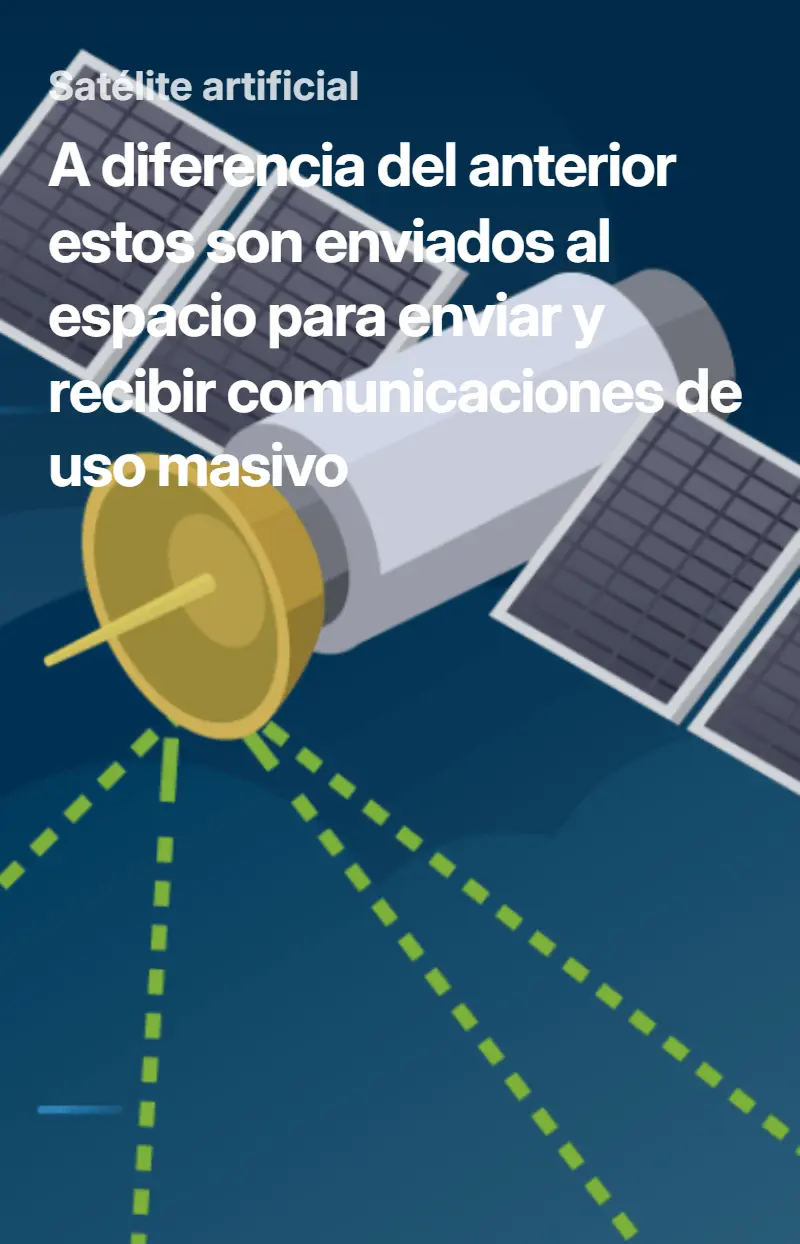 Satélite artificial
A diferencia del anterior
estos son enviados al
espacio para enviar y
recibir comunicaciones de
uso masivo